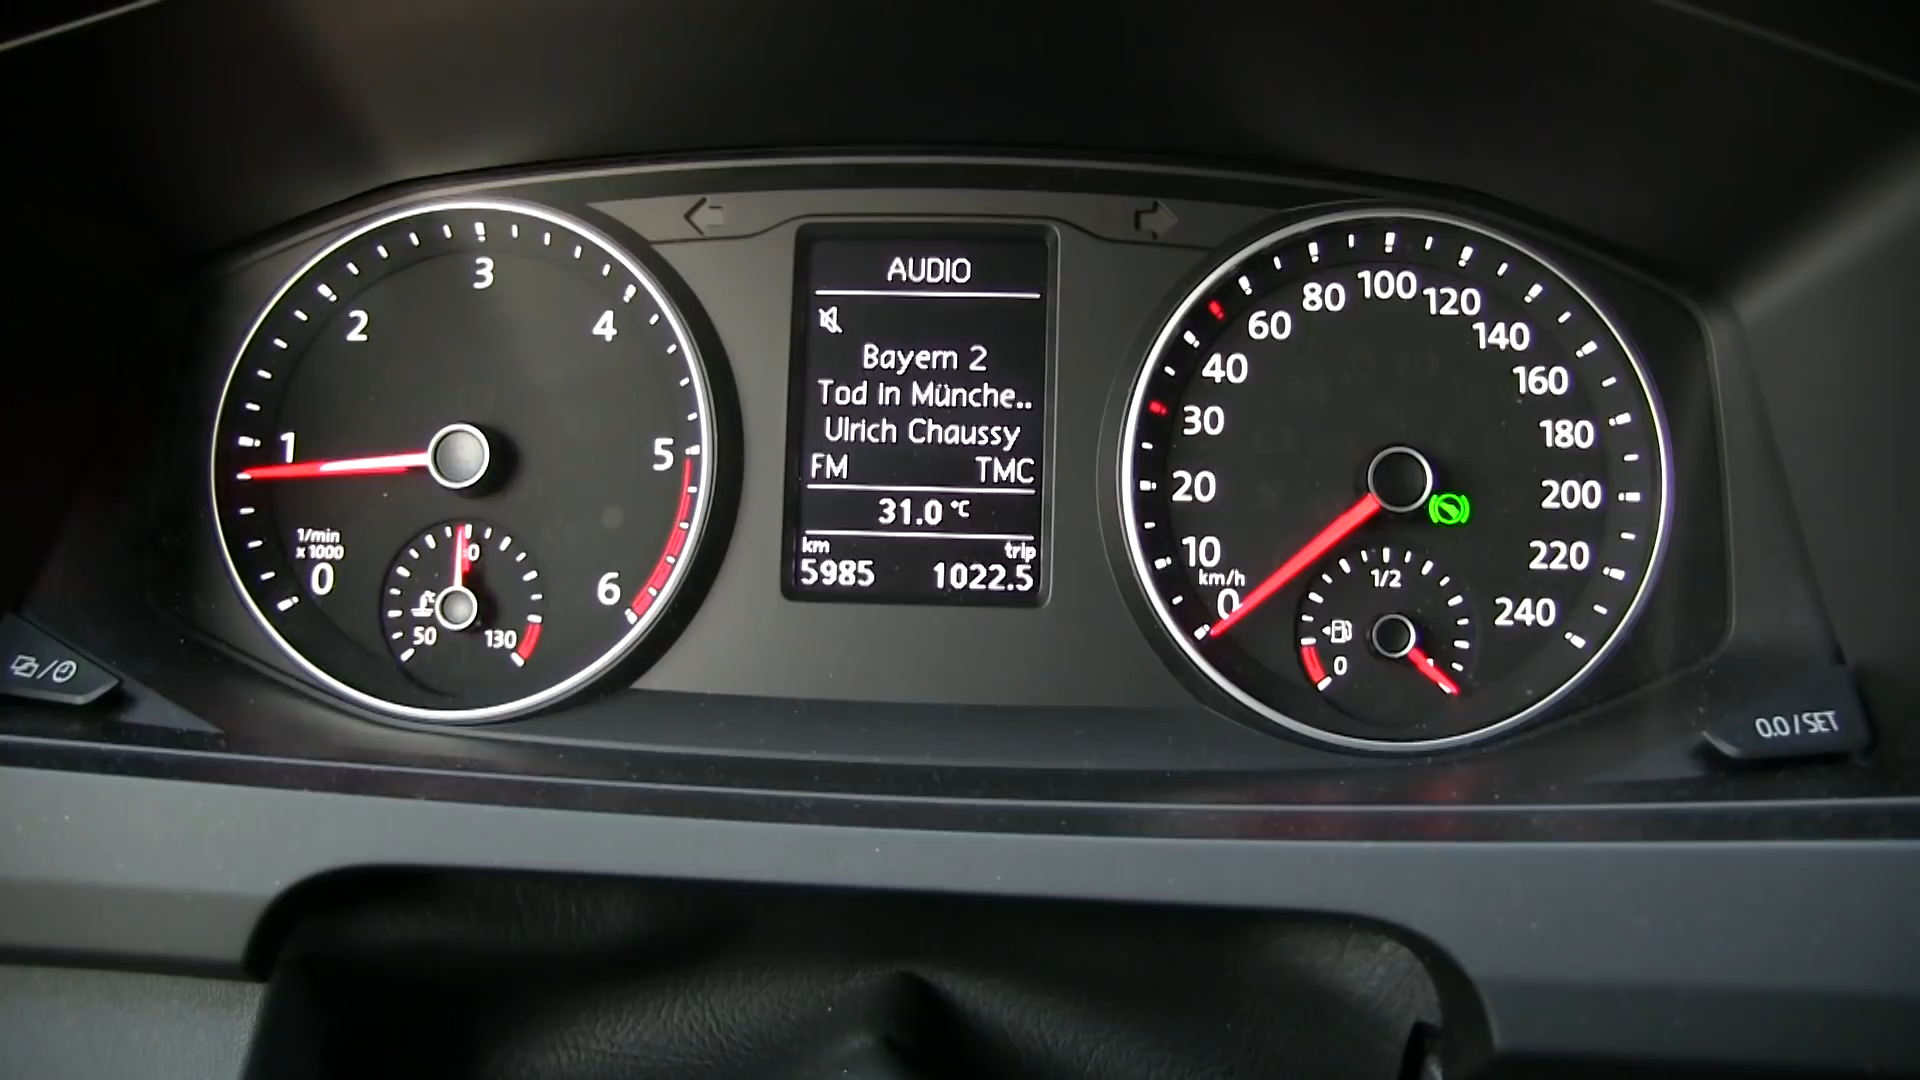 AUDIO
Bayern 2
Tod in Münche..
Ulrich Chaussy
FM TMC
31.0 °C
km trip
5985 1022.5
0
1
2
3
4
5
6
1/min
x 1000
50
130
0
10
20
30
40
60
80
100
120
140
160
180
200
220
240
km/h
0
1/2
0.0 / SET